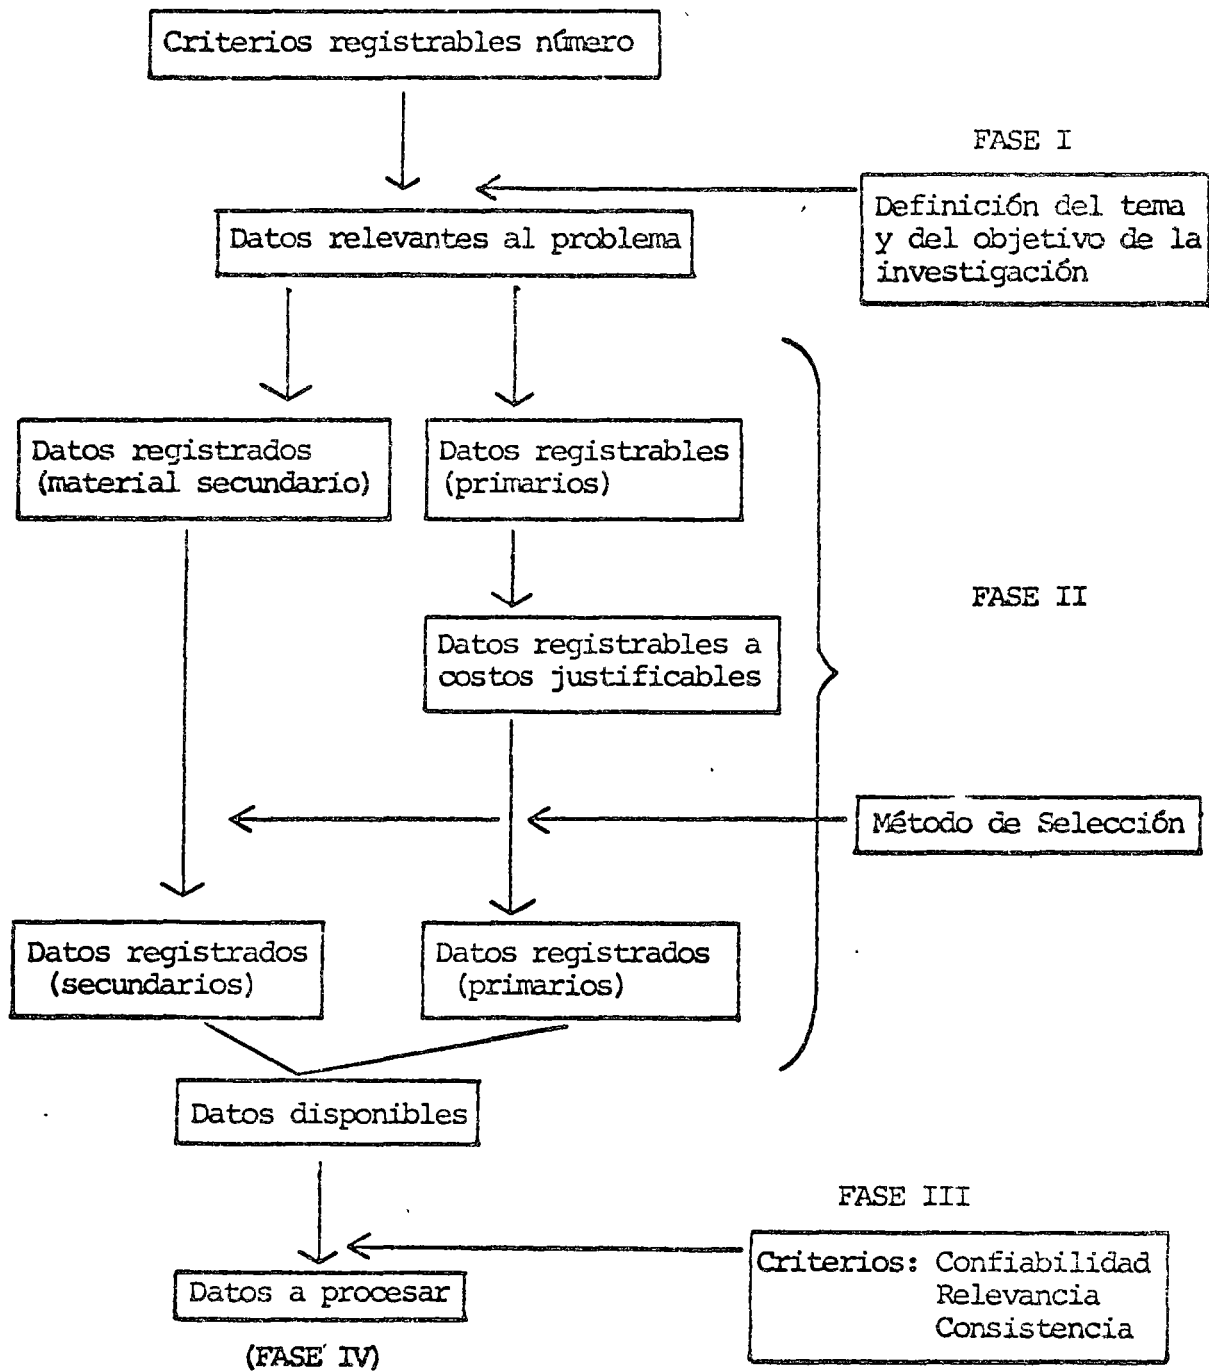 Criterios registrables número
FASE I
Definición del tema
y del objetivo de la
investigación
Datos relevantes al problema
Datos registrados
(material secundario)
Datos registrables
(primarios)
FASE II
Datos registrables a
costos justificables
Método de Selección
Datos registrados
(secundarios)
Datos registrados
(primarios)
Datos disponibles
FASE III
Criterios: Confiabilidad
Relevancia
Consistencia
Datos a procesar
(FASE IV)